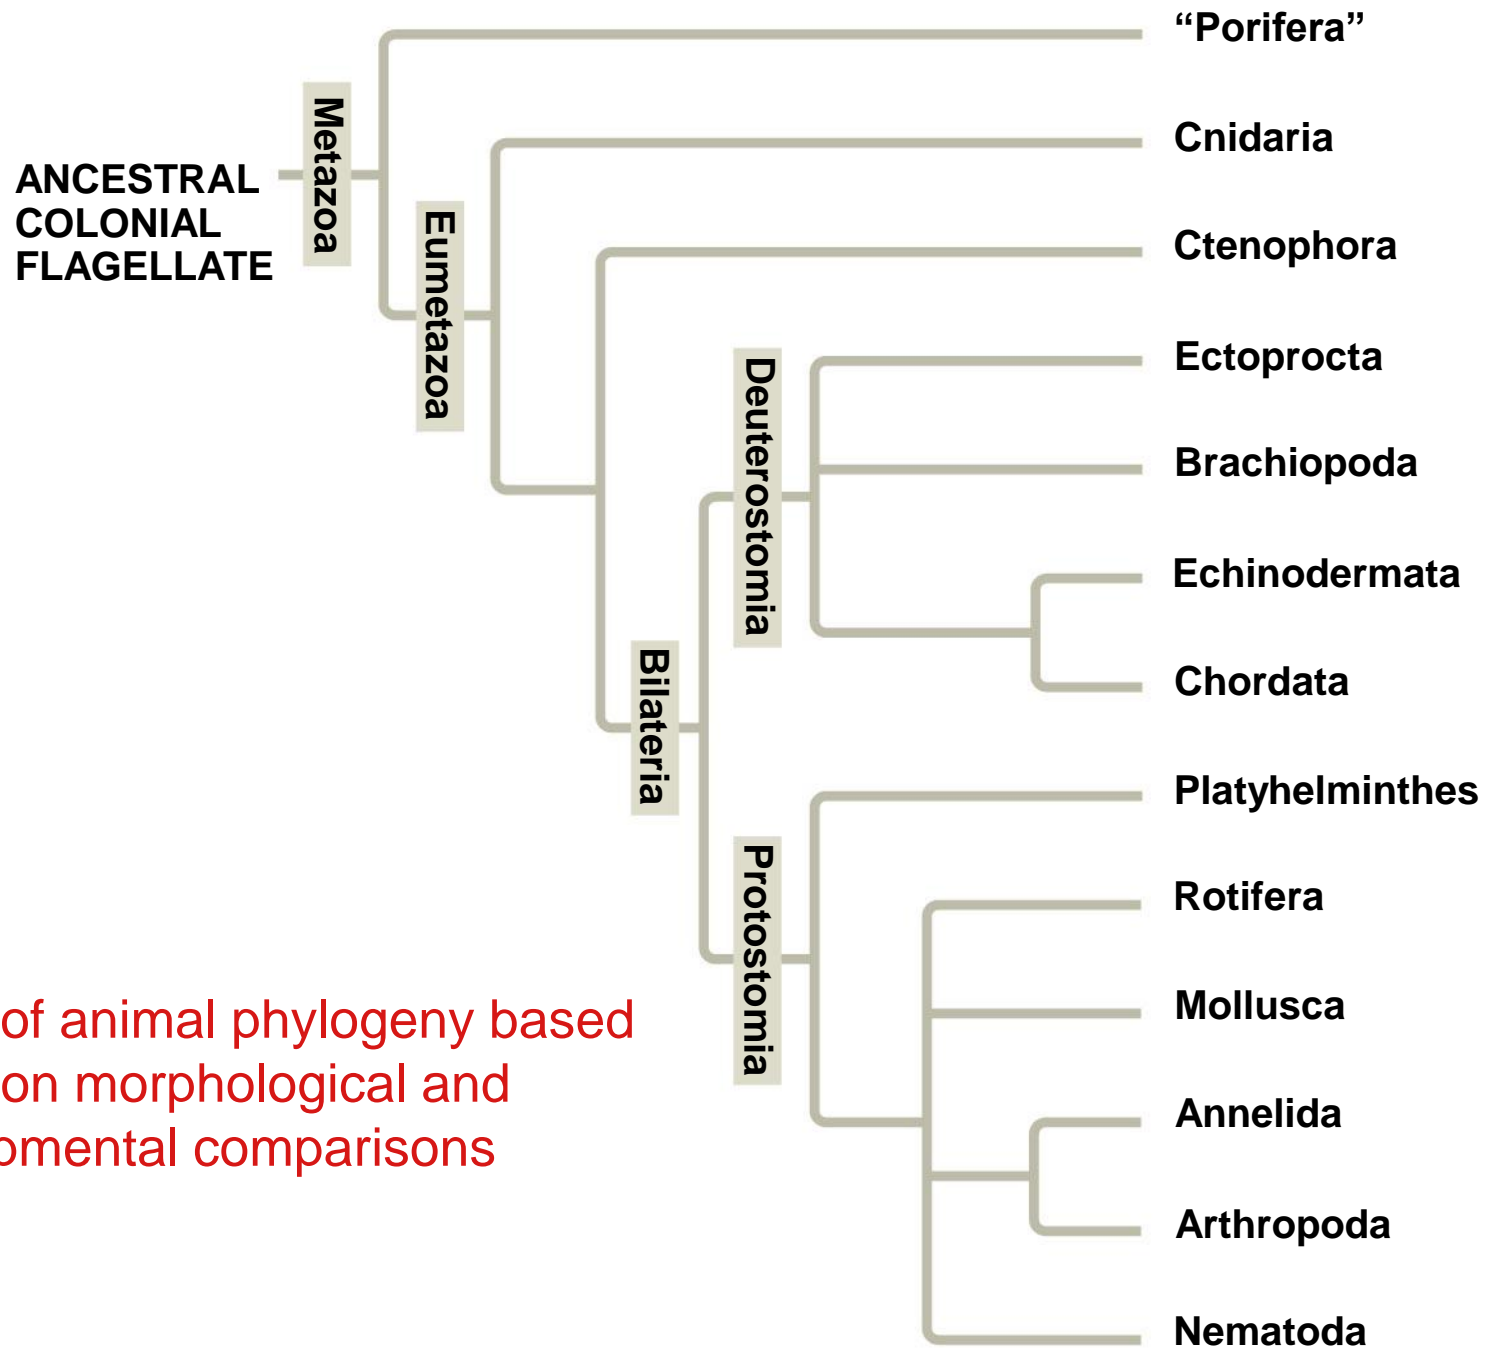 “Porifera”
Cnidaria
Ctenophora
Ectoprocta
Brachiopoda
Echinodermata
Chordata
Platyhelminthes
Rotifera
Mollusca
Annelida
Arthropoda
Nematoda
ANCESTRAL
COLONIAL
FLAGELLATE
Metazoa
Eumetazoa
Bilateria
Deuterostomia
Protostomia
of animal phylogeny based
on morphological and
comparisons